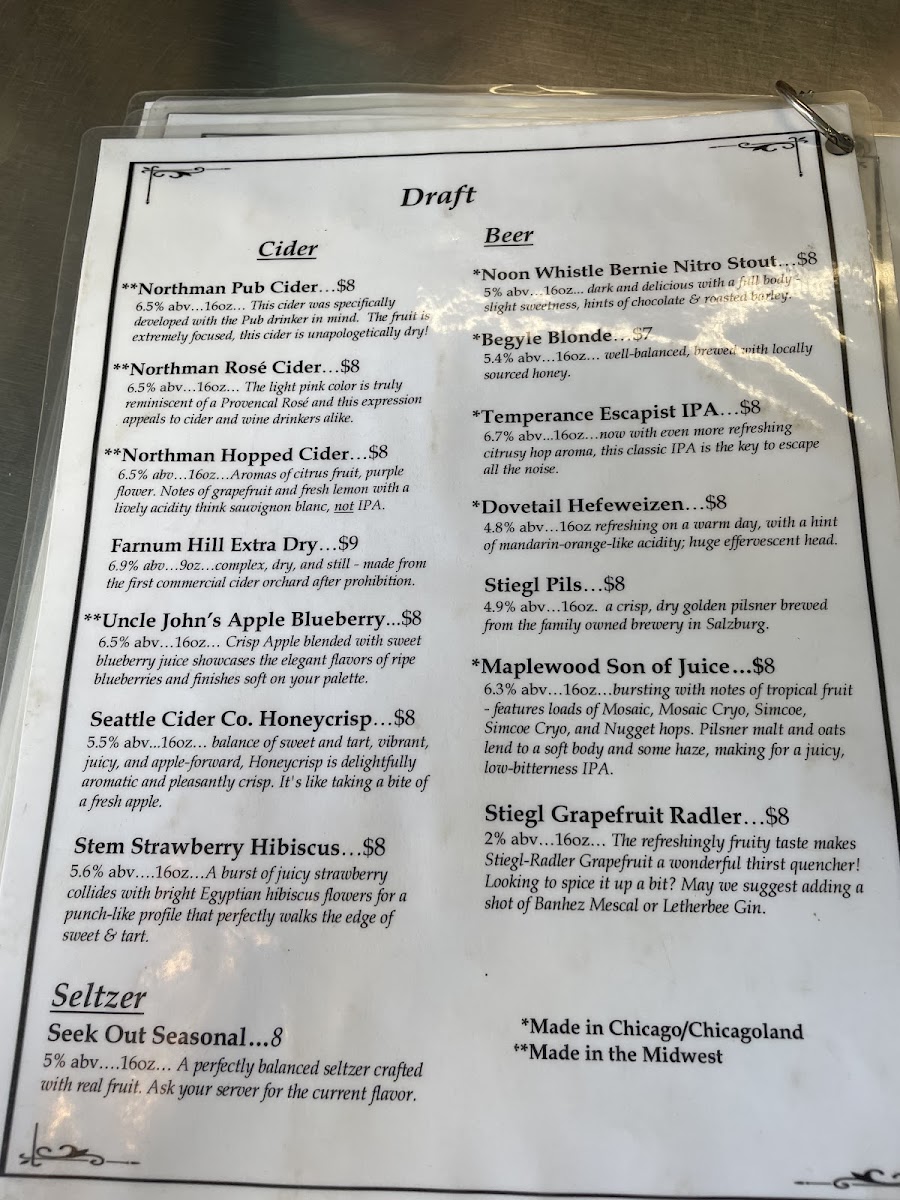 Draft
Cider
**Northman Pub Cider...$8
6.5% abv...16oz... This cider was specifically
developed with the Pub drinker in mind. The fruit is
extremely focused, this cider is unapologetically dry!
**Northman Rosé Cider...$8
6.5% abv...16oz... The light pink color is truly
reminiscent of a Provencal Rosé and this expression
appeals to cider and wine drinkers alike.
**Northman Hopped Cider...$8
6.5% abv...16oz...Aromas of citrus fruit, purple
flower. Notes of grapefruit and fresh lemon with a
lively acidity think sauvignon blanc, not IPA.
Farnum Hill Extra Dry...$9
6.9% abv...9oz...complex, dry, and still - made from
the first commercial cider orchard after prohibition.
**Uncle John's Apple Blueberry...$8
6.5% abv...16oz... Crisp Apple blended with sweet
blueberry juice showcases the elegant flavors of ripe
blueberries and finishes soft on your palette.
Seattle Cider Co. Honeycrisp...$8
5.5% abv...16oz... balance of sweet and tart, vibrant,
juicy, and apple-forward, Honeycrisp is delightfully
aromatic and pleasantly crisp. It's like taking a bite of
a fresh apple.
Stem Strawberry Hibiscus...$8
5.6% abv....16oz...A burst of juicy strawberry
collides with bright Egyptian hibiscus flowers for a
punch-like profile that perfectly walks the edge of
sweet & tart.
Seltzer
Seek Out Seasonal...8
5% abv....16oz... A perfectly balanced seltzer crafted
with real fruit. Ask your server for the current flavor.
Beer
*Noon Whistle Bernie Nitro Stout...$8
5% abv...16oz... dark and delicious with a full body -
slight sweetness, hints of chocolate & roasted barley.
*Begyle Blonde...$7
5.4% abv...16oz... well-balanced, brewed with locally
sourced honey.
*Temperance Escapist IPA...$8
6.7% abv...16oz...now with even more refreshing
citrusy hop aroma, this classic IPA is the key to escape
all the noise.
*Dovetail Hefeweizen...$8
4.8% abv...16oz refreshing on a warm day, with a hint
of mandarin-orange-like acidity; huge effervescent head.
Stiegl Pils...$8
4.9% abv...16oz. a crisp, dry golden pilsner brewed
from the family owned brewery in Salzburg.
*Maplewood Son of Juice...$8
6.3% abv...16oz...bursting with notes of tropical fruit
- features loads of Mosaic, Mosaic Cryo, Simcoe,
Simcoe Cryo, and Nugget hops. Pilsner malt and oats
lend to a soft body and some haze, making for a juicy,
low-bitterness IPA.
Stiegl Grapefruit Radler...$8
2% abv...16oz... The refreshingly fruity taste makes
Stiegl-Radler Grapefruit a wonderful thirst quencher!
Looking to spice it up a bit? May we suggest adding a
shot of Banhez Mescal or Letherbee Gin.
*Made in Chicago/Chicagoland
**Made in the Midwest